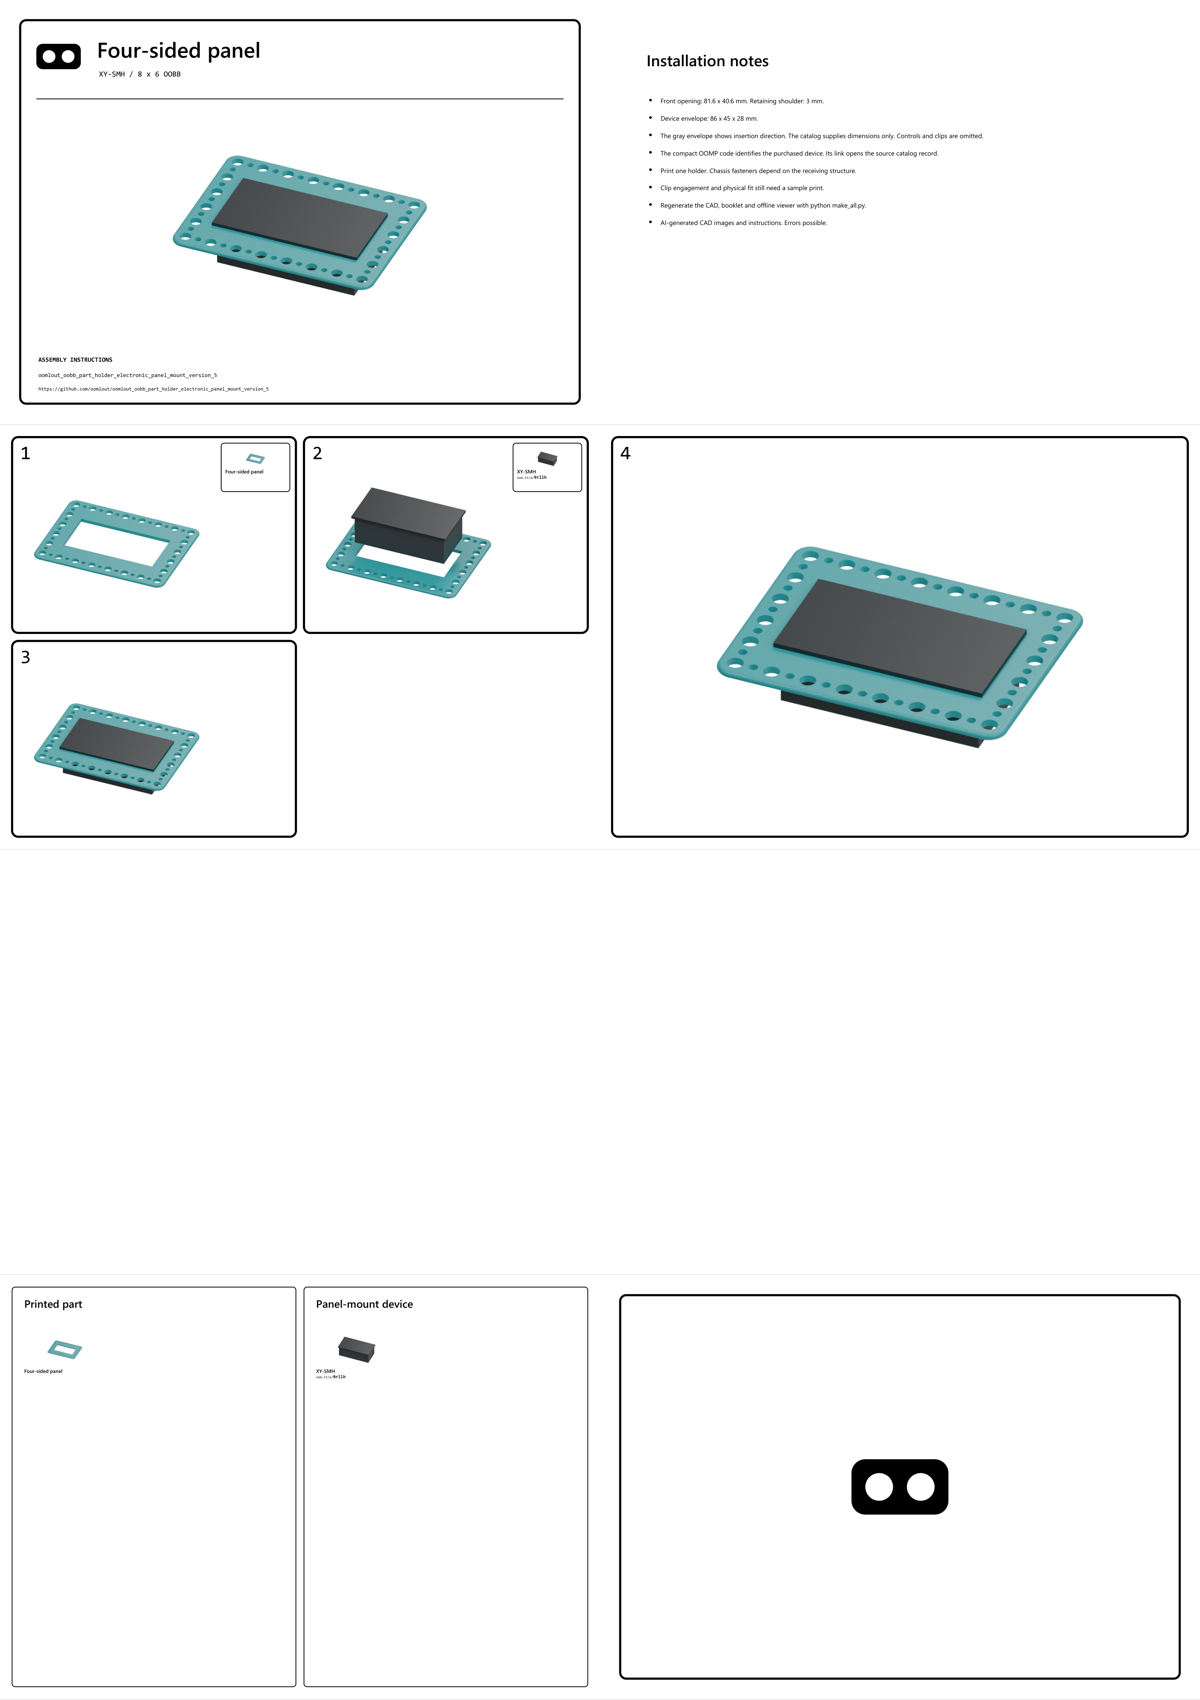 Four-sided panel
XY-SMH / 8 x 6 OOBB
ASSEMBLY INSTRUCTIONS
oomlout_oobb_part_holder_electronic_panel_mount_version_5
https://github.com/oomlout/oomlout_oobb_part_holder_electronic_panel_mount_version_5
Installation notes
• Front opening: 81.6 x 40.6 mm. Retaining shoulder: 3 mm.
• Device envelope: 86 x 45 x 28 mm.
• The gray envelope shows insertion direction. The catalog supplies dimensions only. Controls and clips are omitted.
• The compact OOMP code identifies the purchased device. Its link opens the source catalog record.
• Print one holder. Chassis fasteners depend on the receiving structure.
• Clip engagement and physical fit still need a sample print.
• Regenerate the CAD, booklet and offline viewer with python make_all.py.
• AI-generated CAD images and instructions. Errors possible.
1
Four-sided panel
2
XY-SMH
3
4
Printed part
Four-sided panel
Panel-mount device
XY-SMH